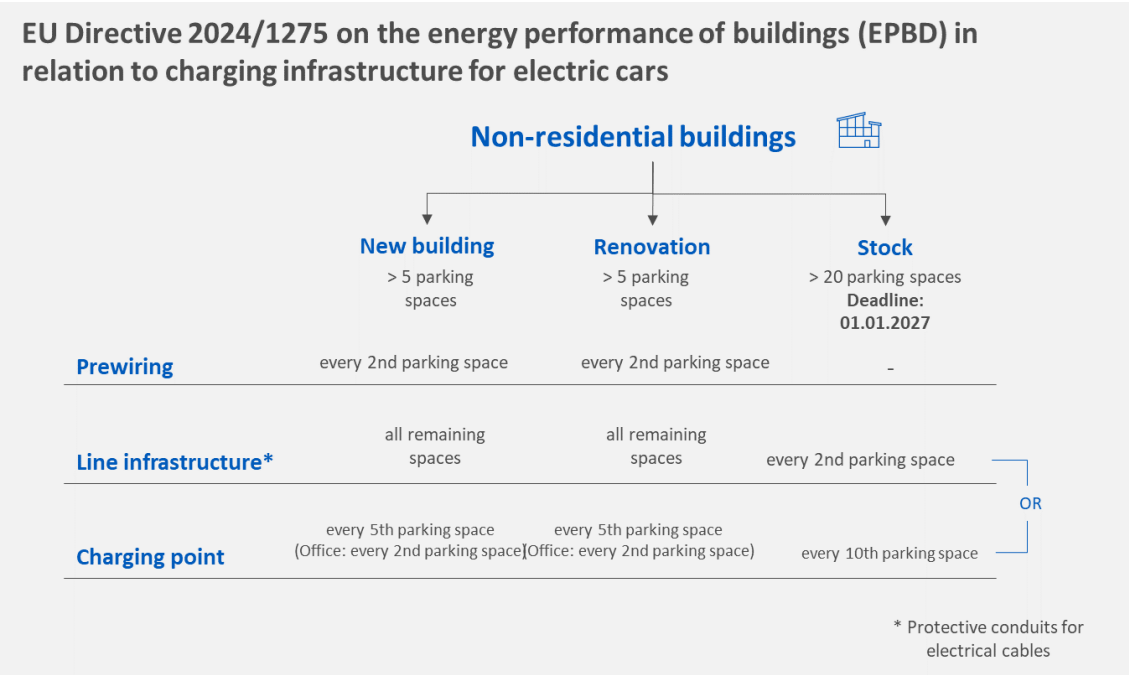 EU Directive 2024/1275 on the energy performance of buildings (EPBD) in
relation to charging infrastructure for electric cars
Non-residential buildings
New building
> 5 parking
spaces
Renovation
> 5 parking
spaces
Stock
> 20 parking spaces
Deadline:
01.01.2027
Prewiring
every 2nd parking space
every 2nd parking space
-
Line infrastructure*
all remaining
spaces
all remaining
spaces
every 2nd parking space
OR
Charging point
every 5th parking space
(Office: every 2nd parking space)
every 5th parking space
(Office: every 2nd parking space)
every 10th parking space
* Protective conduits for
electrical cables